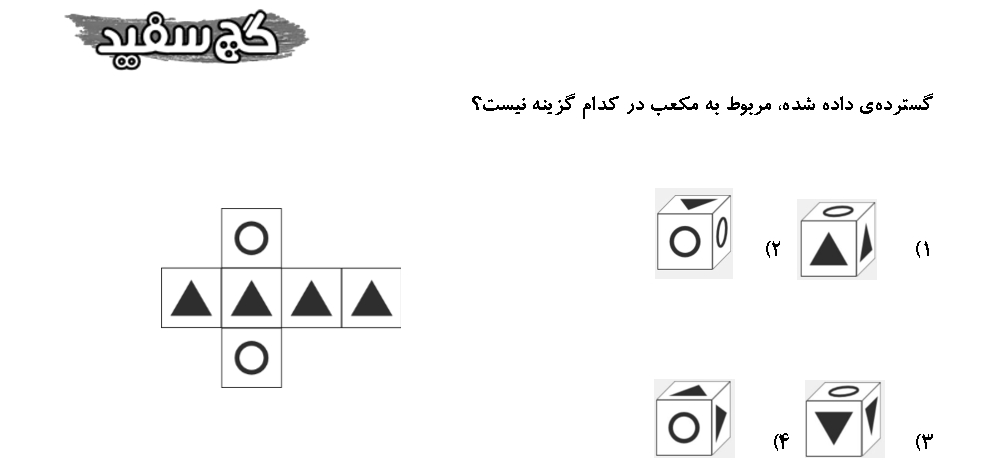 گچ سفید
گسترده‌ی داده شده، مربوط به مکعب در کدام گزینه نیست؟
۱) ۲)
۳) ۴)